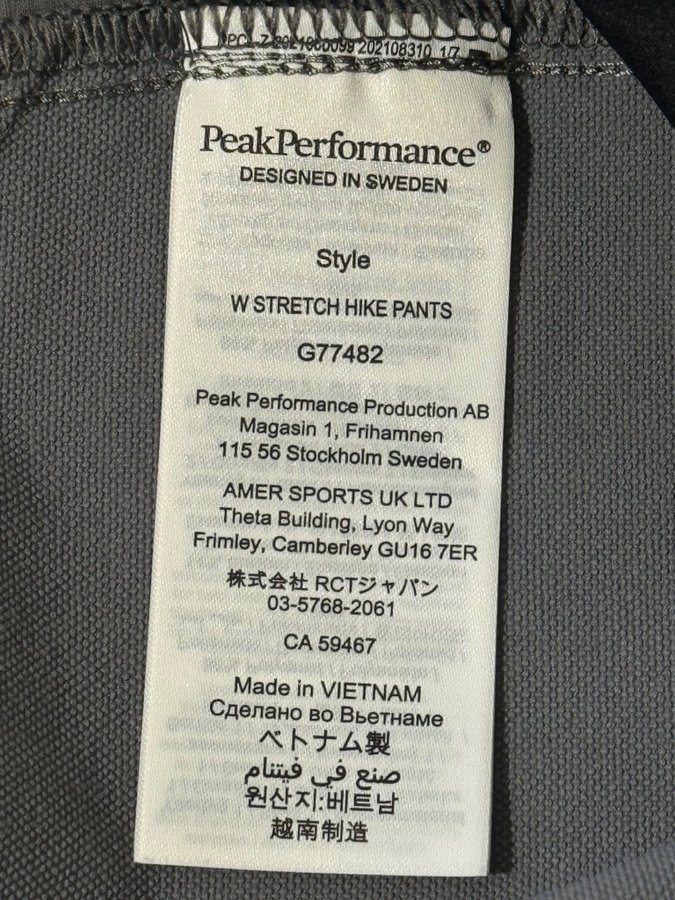 202108310 1/7
PeakPerformance®
DESIGNED IN SWEDEN
Style
W STRETCH HIKE PANTS
G77482
Peak Performance Production AB
Magasin 1, Frihamnen
115 56 Stockholm Sweden
AMER SPORTS UK LTD
Theta Building, Lyon Way
Frimley, Camberley GU16 7ER
株式会社 RCTジャパン
03-5768-2061
CA 59467
Made in VIETNAM
Сделано во Вьетнаме
ベトナム製
صنع في فيتنام
원산지:베트남
越南制造